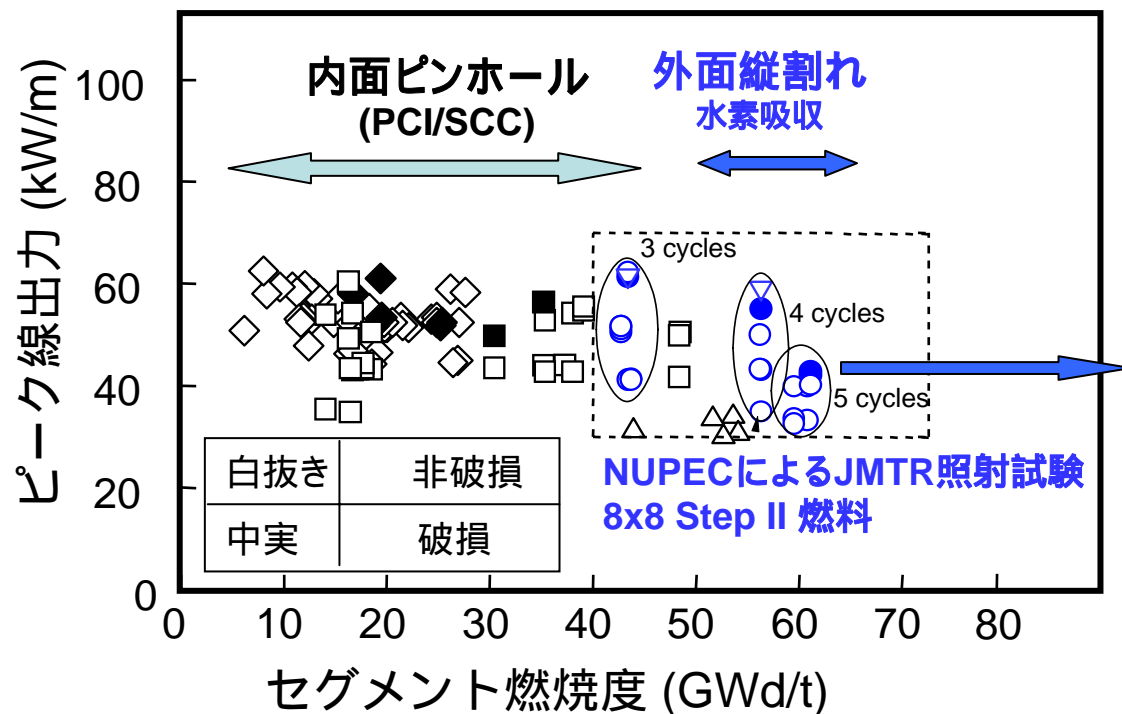 内面ピンホール
(PCI/SCC)
外面縦割れ
水素吸収
ピーク線出力 (kW/m)
100
80
60
40
20
0
3 cycles
4 cycles
5 cycles
白抜き 非破損
中実 破損
NUPECによるJMTR照射試験
8x8 Step II 燃料
0 10 20 30 40 50 60 70 80
セグメント燃焼度 (GWd/t)